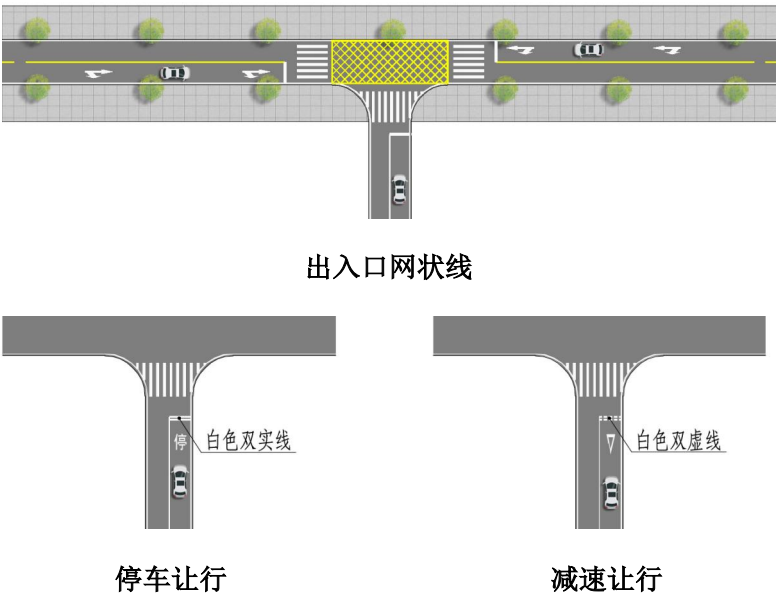 出入口网状线
停
白色双实线
白色双虚线
停车让行
减速让行